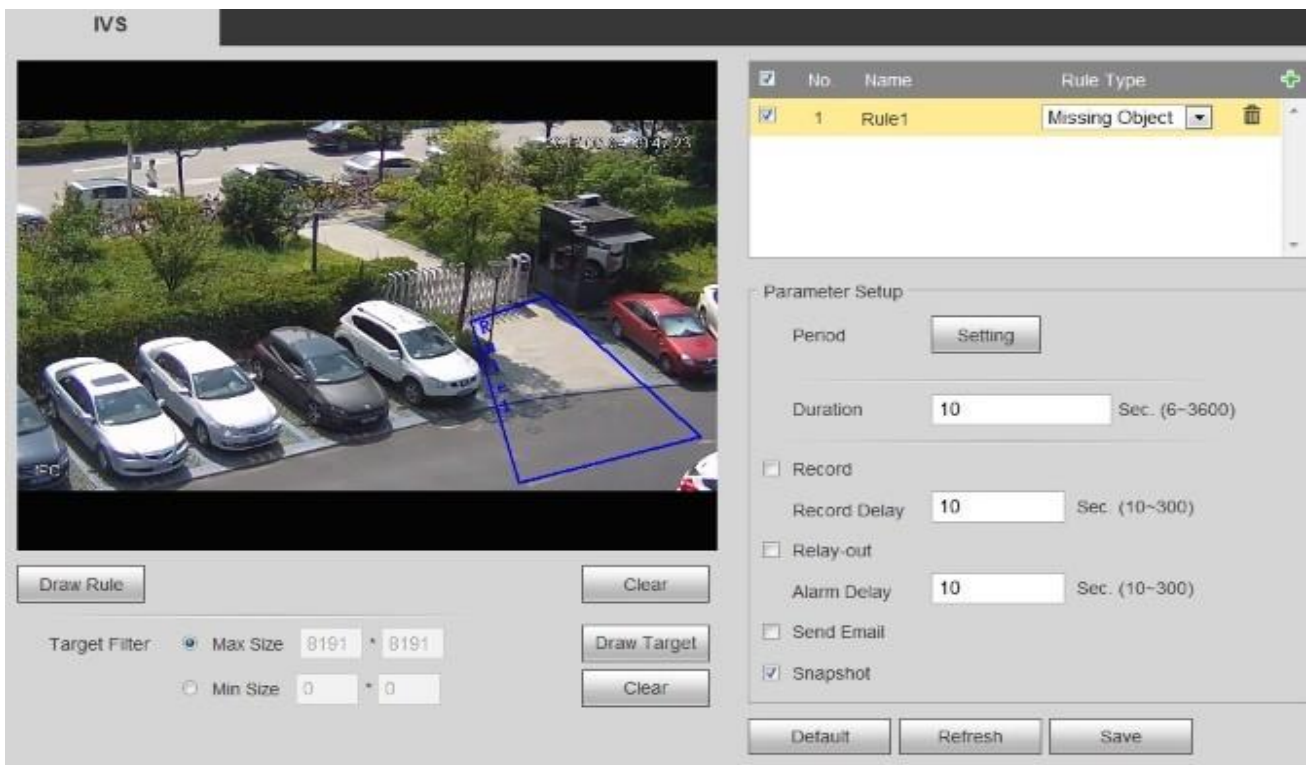 IVS
No. Name Rule Type
1 Rule1 Missing Object
Parameter Setup
Period Setting
Duration 10 Sec. (6~3600)
Record
Record Delay 10 Sec. (10~300)
Relay-out
Alarm Delay 10 Sec. (10~300)
Send Email
Snapshot
Default Refresh Save
IPC
Draw Rule Clear
Target Filter Max Size 8191 * 8191 Draw Target
Min Size 0 * 0 Clear